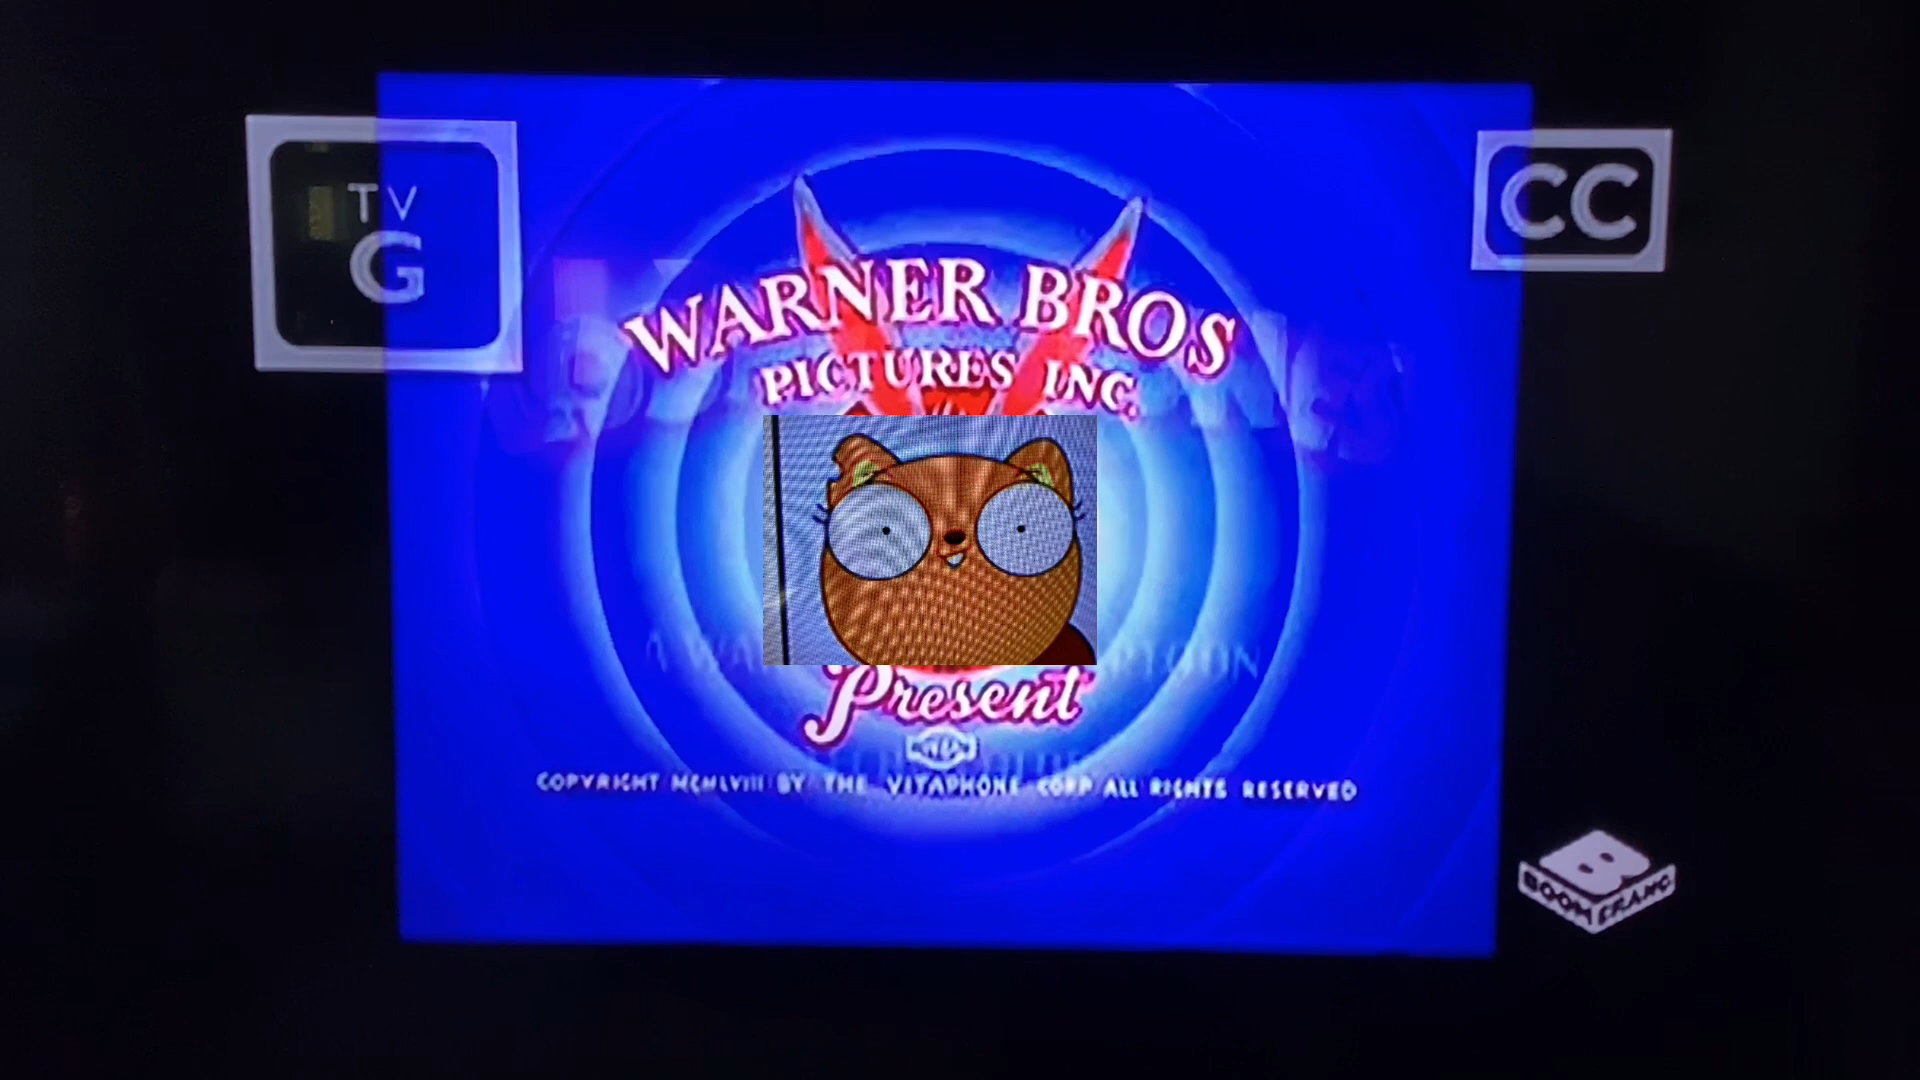 TV
G
CC
WARNER BROS
PICTURES INC.
Present
COPYRIGHT MCMLVIII BY THE VITAPHONE CORP ALL RIGHTS RESERVED
BOOMERANG